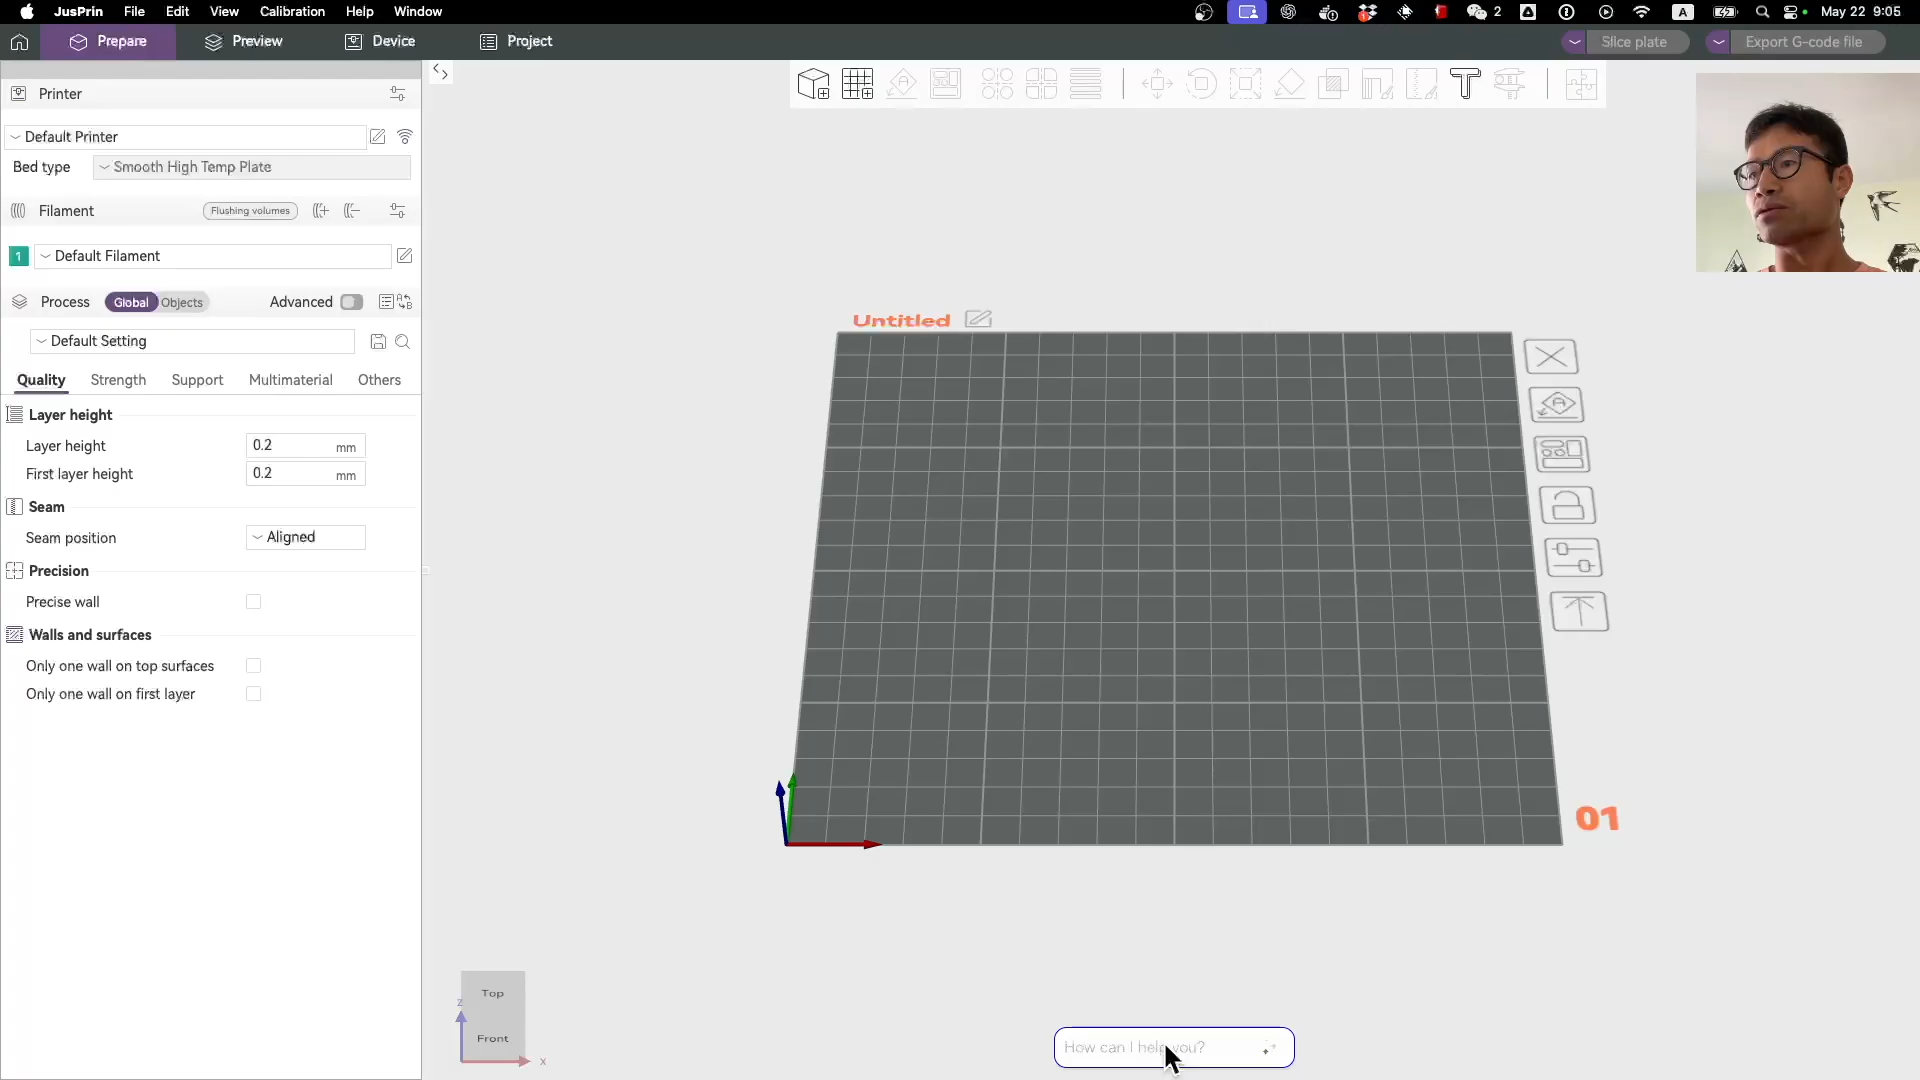 JusPrin File Edit View Calibration Help Window 2 A May 22 9:05
Prepare Preview Device Project Slice plate Export G-code file
Printer
Default Printer
Bed type Smooth High Temp Plate
Filament Flushing volumes
1 Default Filament
Process Global Objects Advanced
Default Setting
Quality Strength Support Multimaterial Others
Layer height
Layer height 0.2 mm
First layer height 0.2 mm
Seam
Seam position Aligned
Precision
Precise wall
Walls and surfaces
Only one wall on top surfaces
Only one wall on first layer
Untitled
01
Top
Front
z
x
How can I help you?